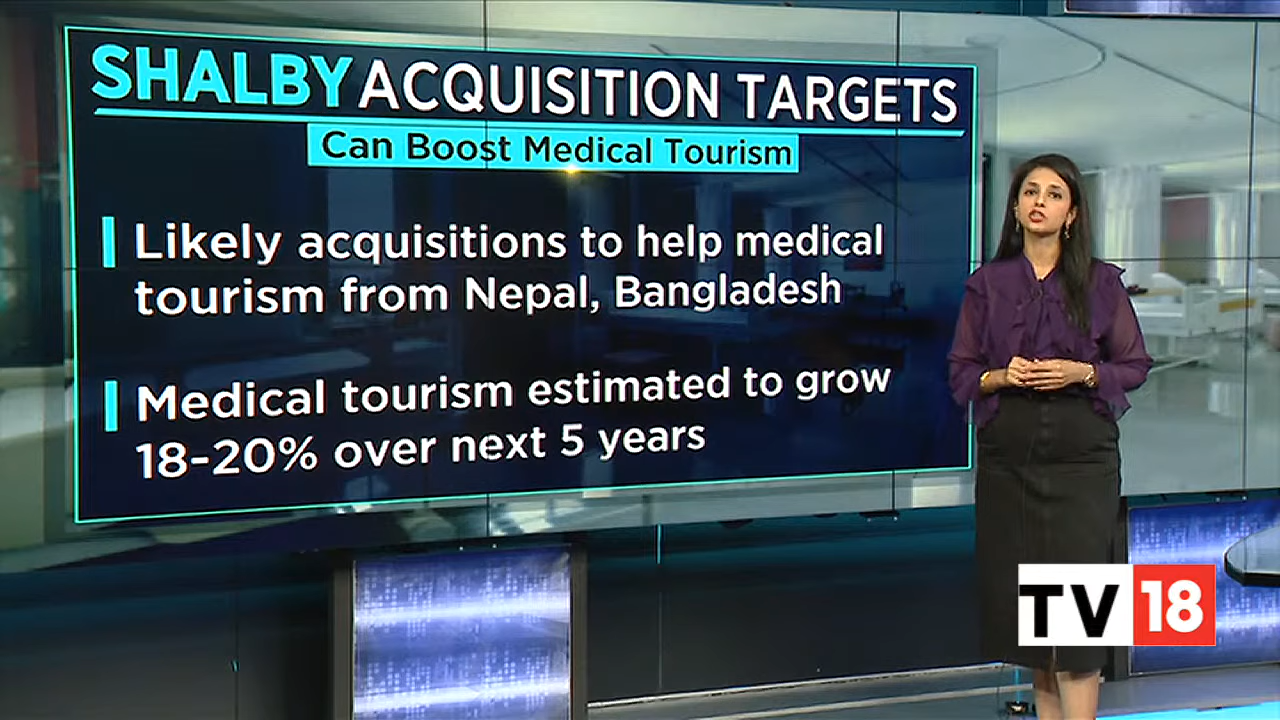 SHALBY ACQUISITION TARGETS
Can Boost Medical Tourism
Likely acquisitions to help medical
tourism from Nepal, Bangladesh
Medical tourism estimated to grow
18-20% over next 5 years
TV18